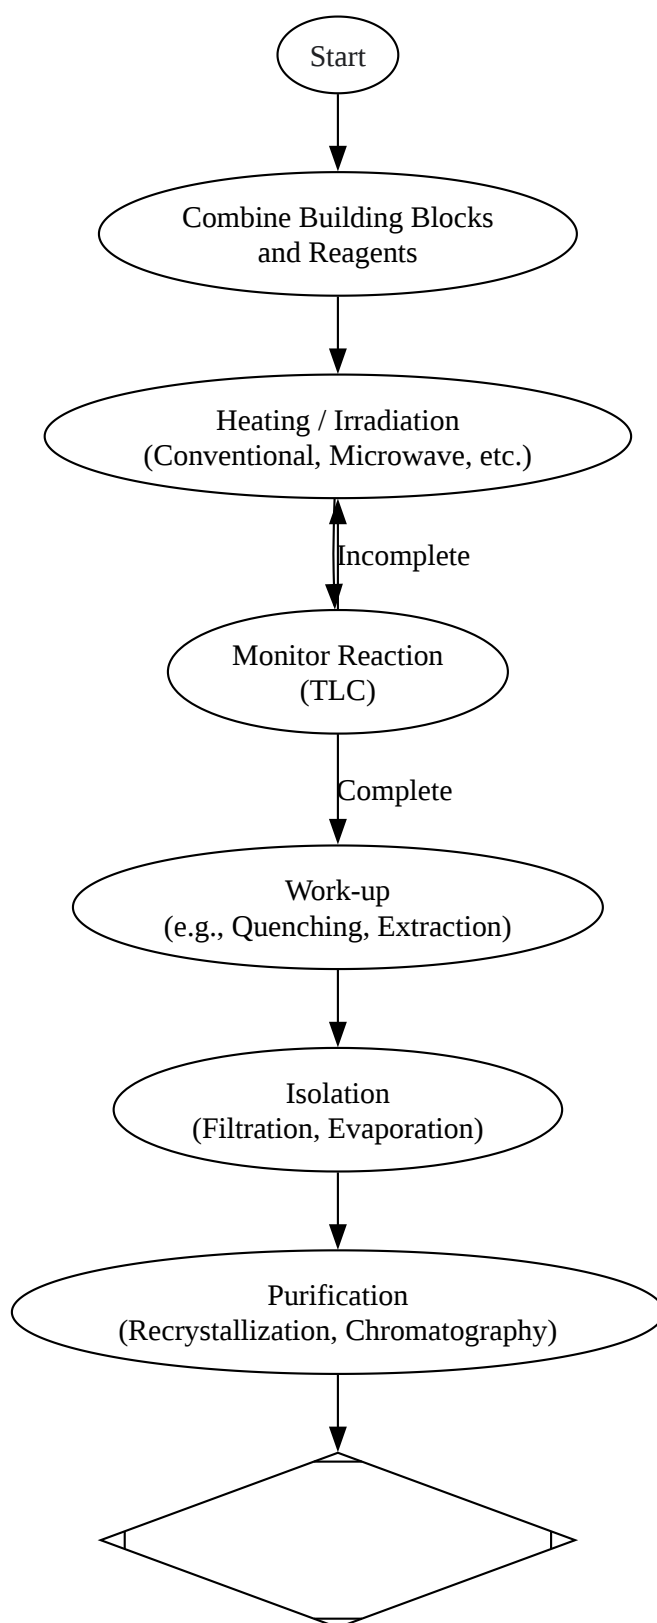 Start
Combine Building Blocks
and Reagents
Heating / Irradiation
(Conventional, Microwave, etc.)
Incomplete
Monitor Reaction
(TLC)
Complete
Work-up
(e.g., Quenching, Extraction)
Isolation
(Filtration, Evaporation)
Purification
(Recrystallization, Chromatography)